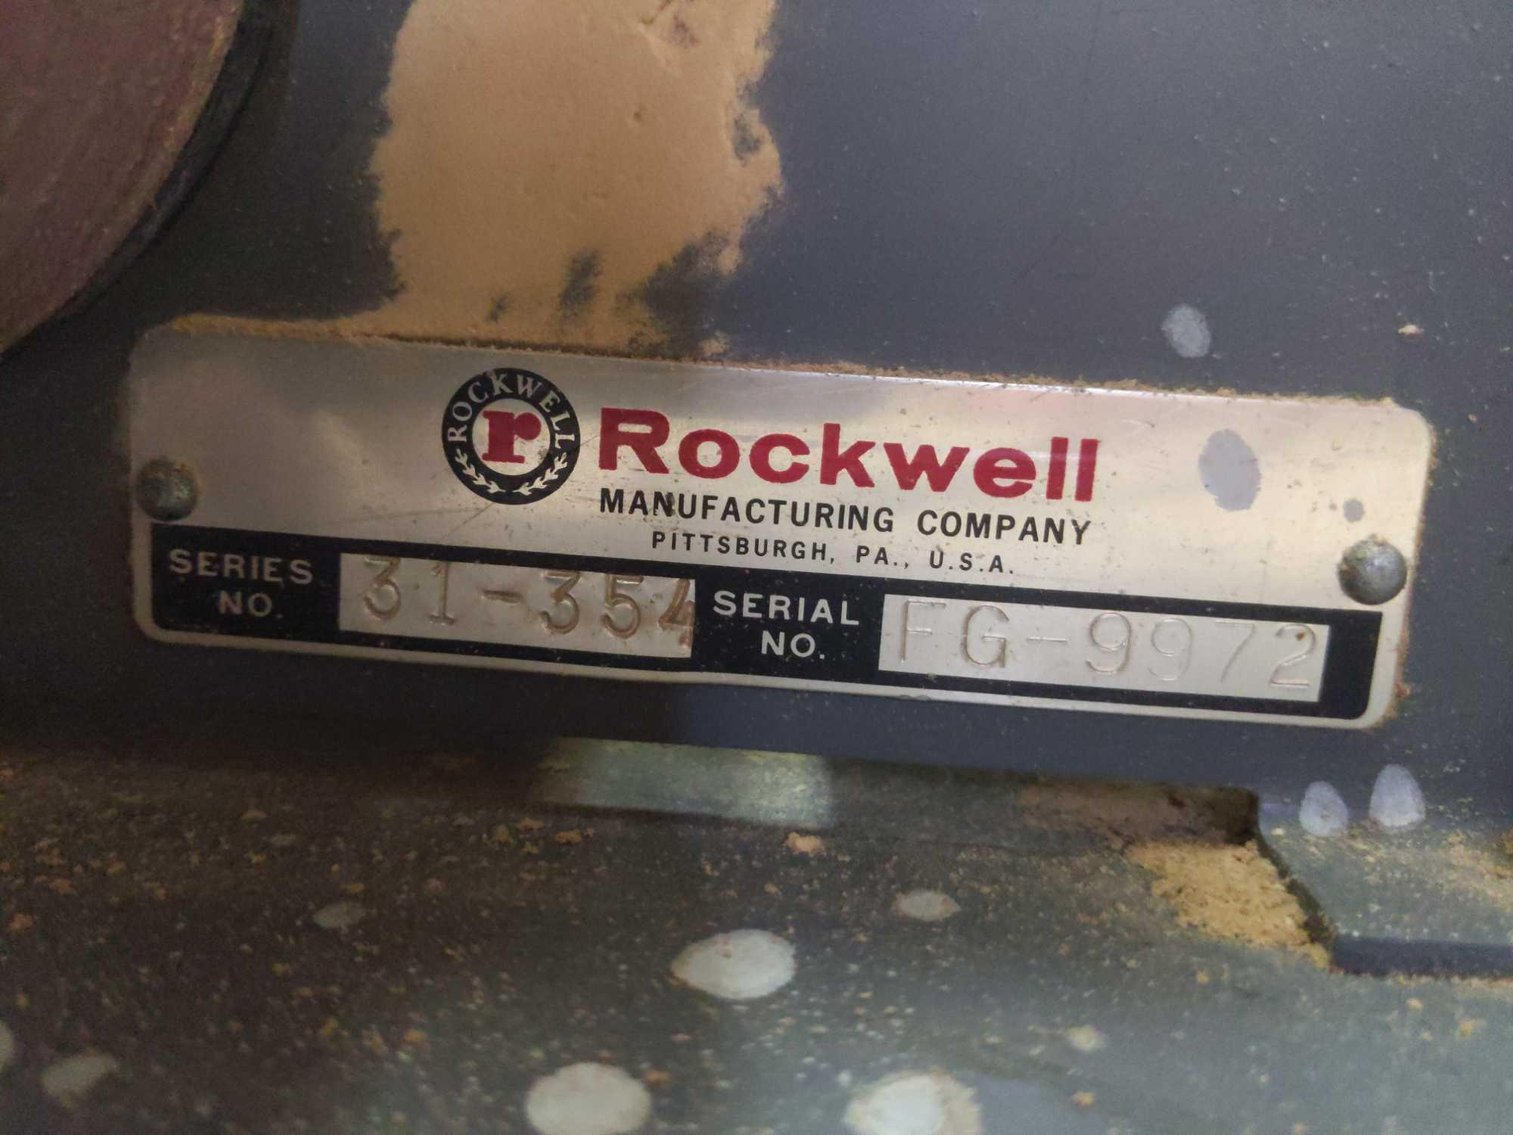 ROCKWELL
r
Rockwell
MANUFACTURING COMPANY
PITTSBURGH, PA., U.S.A.
SERIES NO. 31-354 SERIAL NO. FG-9972